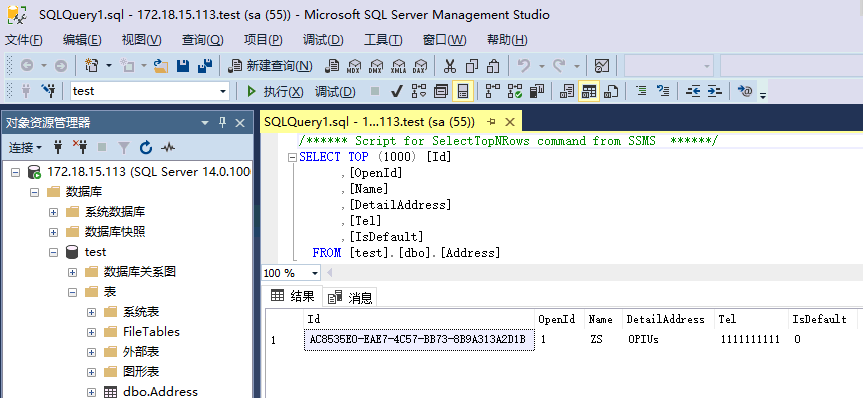 SQLQuery1.sql - 172.18.15.113.test (sa (55)) - Microsoft SQL Server Management Studio
文件(F) 编辑(E) 视图(V) 查询(Q) 项目(P) 调试(D) 工具(T) 窗口(W) 帮助(H)
新建查询(N) MDX DMX XMLA DAX
test 执行(X) 调试(D)
对象资源管理器
连接
172.18.15.113 (SQL Server 14.0.100
数据库
系统数据库
数据库快照
test
数据库关系图
表
系统表
FileTables
外部表
图形表
dbo.Address
SQLQuery1.sql - 1...113.test (sa (55))
/****** Script for SelectTopNRows command from SSMS  ******/
SELECT TOP (1000) [Id]
,[OpenId]
,[Name]
,[DetailAddress]
,[Tel]
,[IsDefault]
FROM [test].[dbo].[Address]
100 %
结果 消息
Id OpenId Name DetailAddress Tel IsDefault
1 AC8535E0-EAE7-4C57-BB73-8B9A313A2D1B 1 ZS OPIUs 1111111111 0